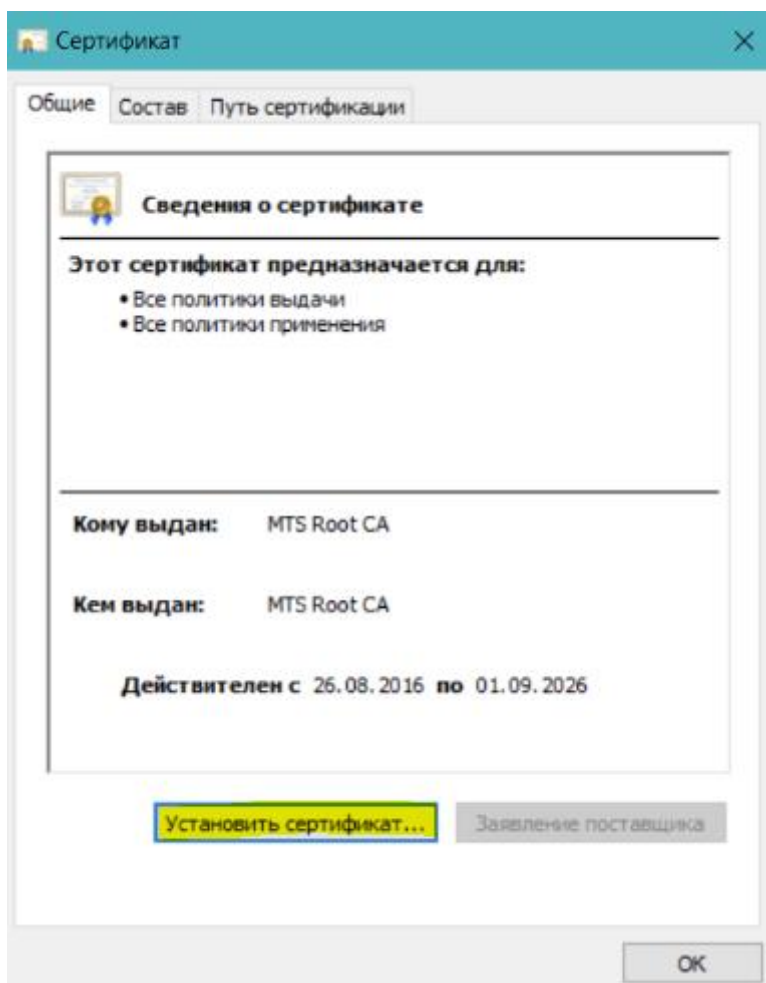 Сертификат
Общие Состав Путь сертификации
Сведения о сертификате
Этот сертификат предназначается для:
• Все политики выдачи
• Все политики применения
Кому выдан: MTS Root CA
Кем выдан: MTS Root CA
Действителен с 26.08.2016 по 01.09.2026
Установить сертификат... Заявление поставщика
ОК